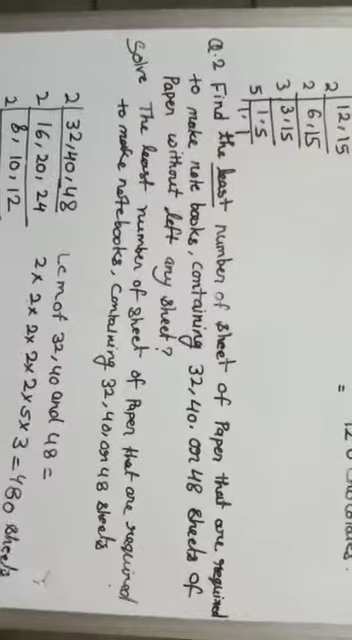 2 | 12, 15
2 | 6, 15
3 | 3, 15
5 | 1, 5
1, 1
=
Q.2 Find the least number of sheet of Paper that are required
to make note books, containing 32, 40, or 48 sheets of
Paper without left any sheet?
Solve The least number of sheet of Paper that are required
to make notebooks, containing 32, 40, or 48 sheets
2 | 32, 40, 48
2 | 16, 20, 24
2 | 8, 10, 12
Lcm of 32, 40 and 48 =
2 x 2 x 2 x 2 x 2 x 5 x 3 = 480 sheets